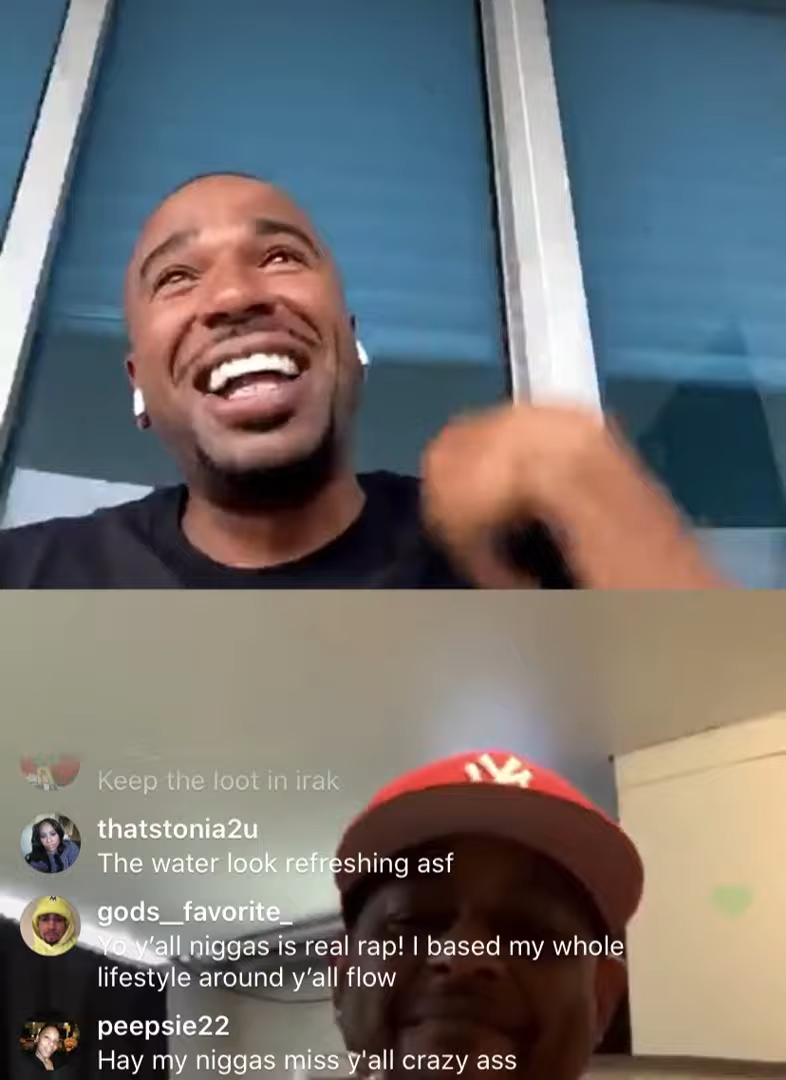 NY
Keep the loot in irak
thatstonia2u
The water look refreshing asf
gods__favorite_
Yo y’all niggas is real rap! I based my whole
lifestyle around y’all flow
peepsie22
Hay my niggas miss y'all crazy ass